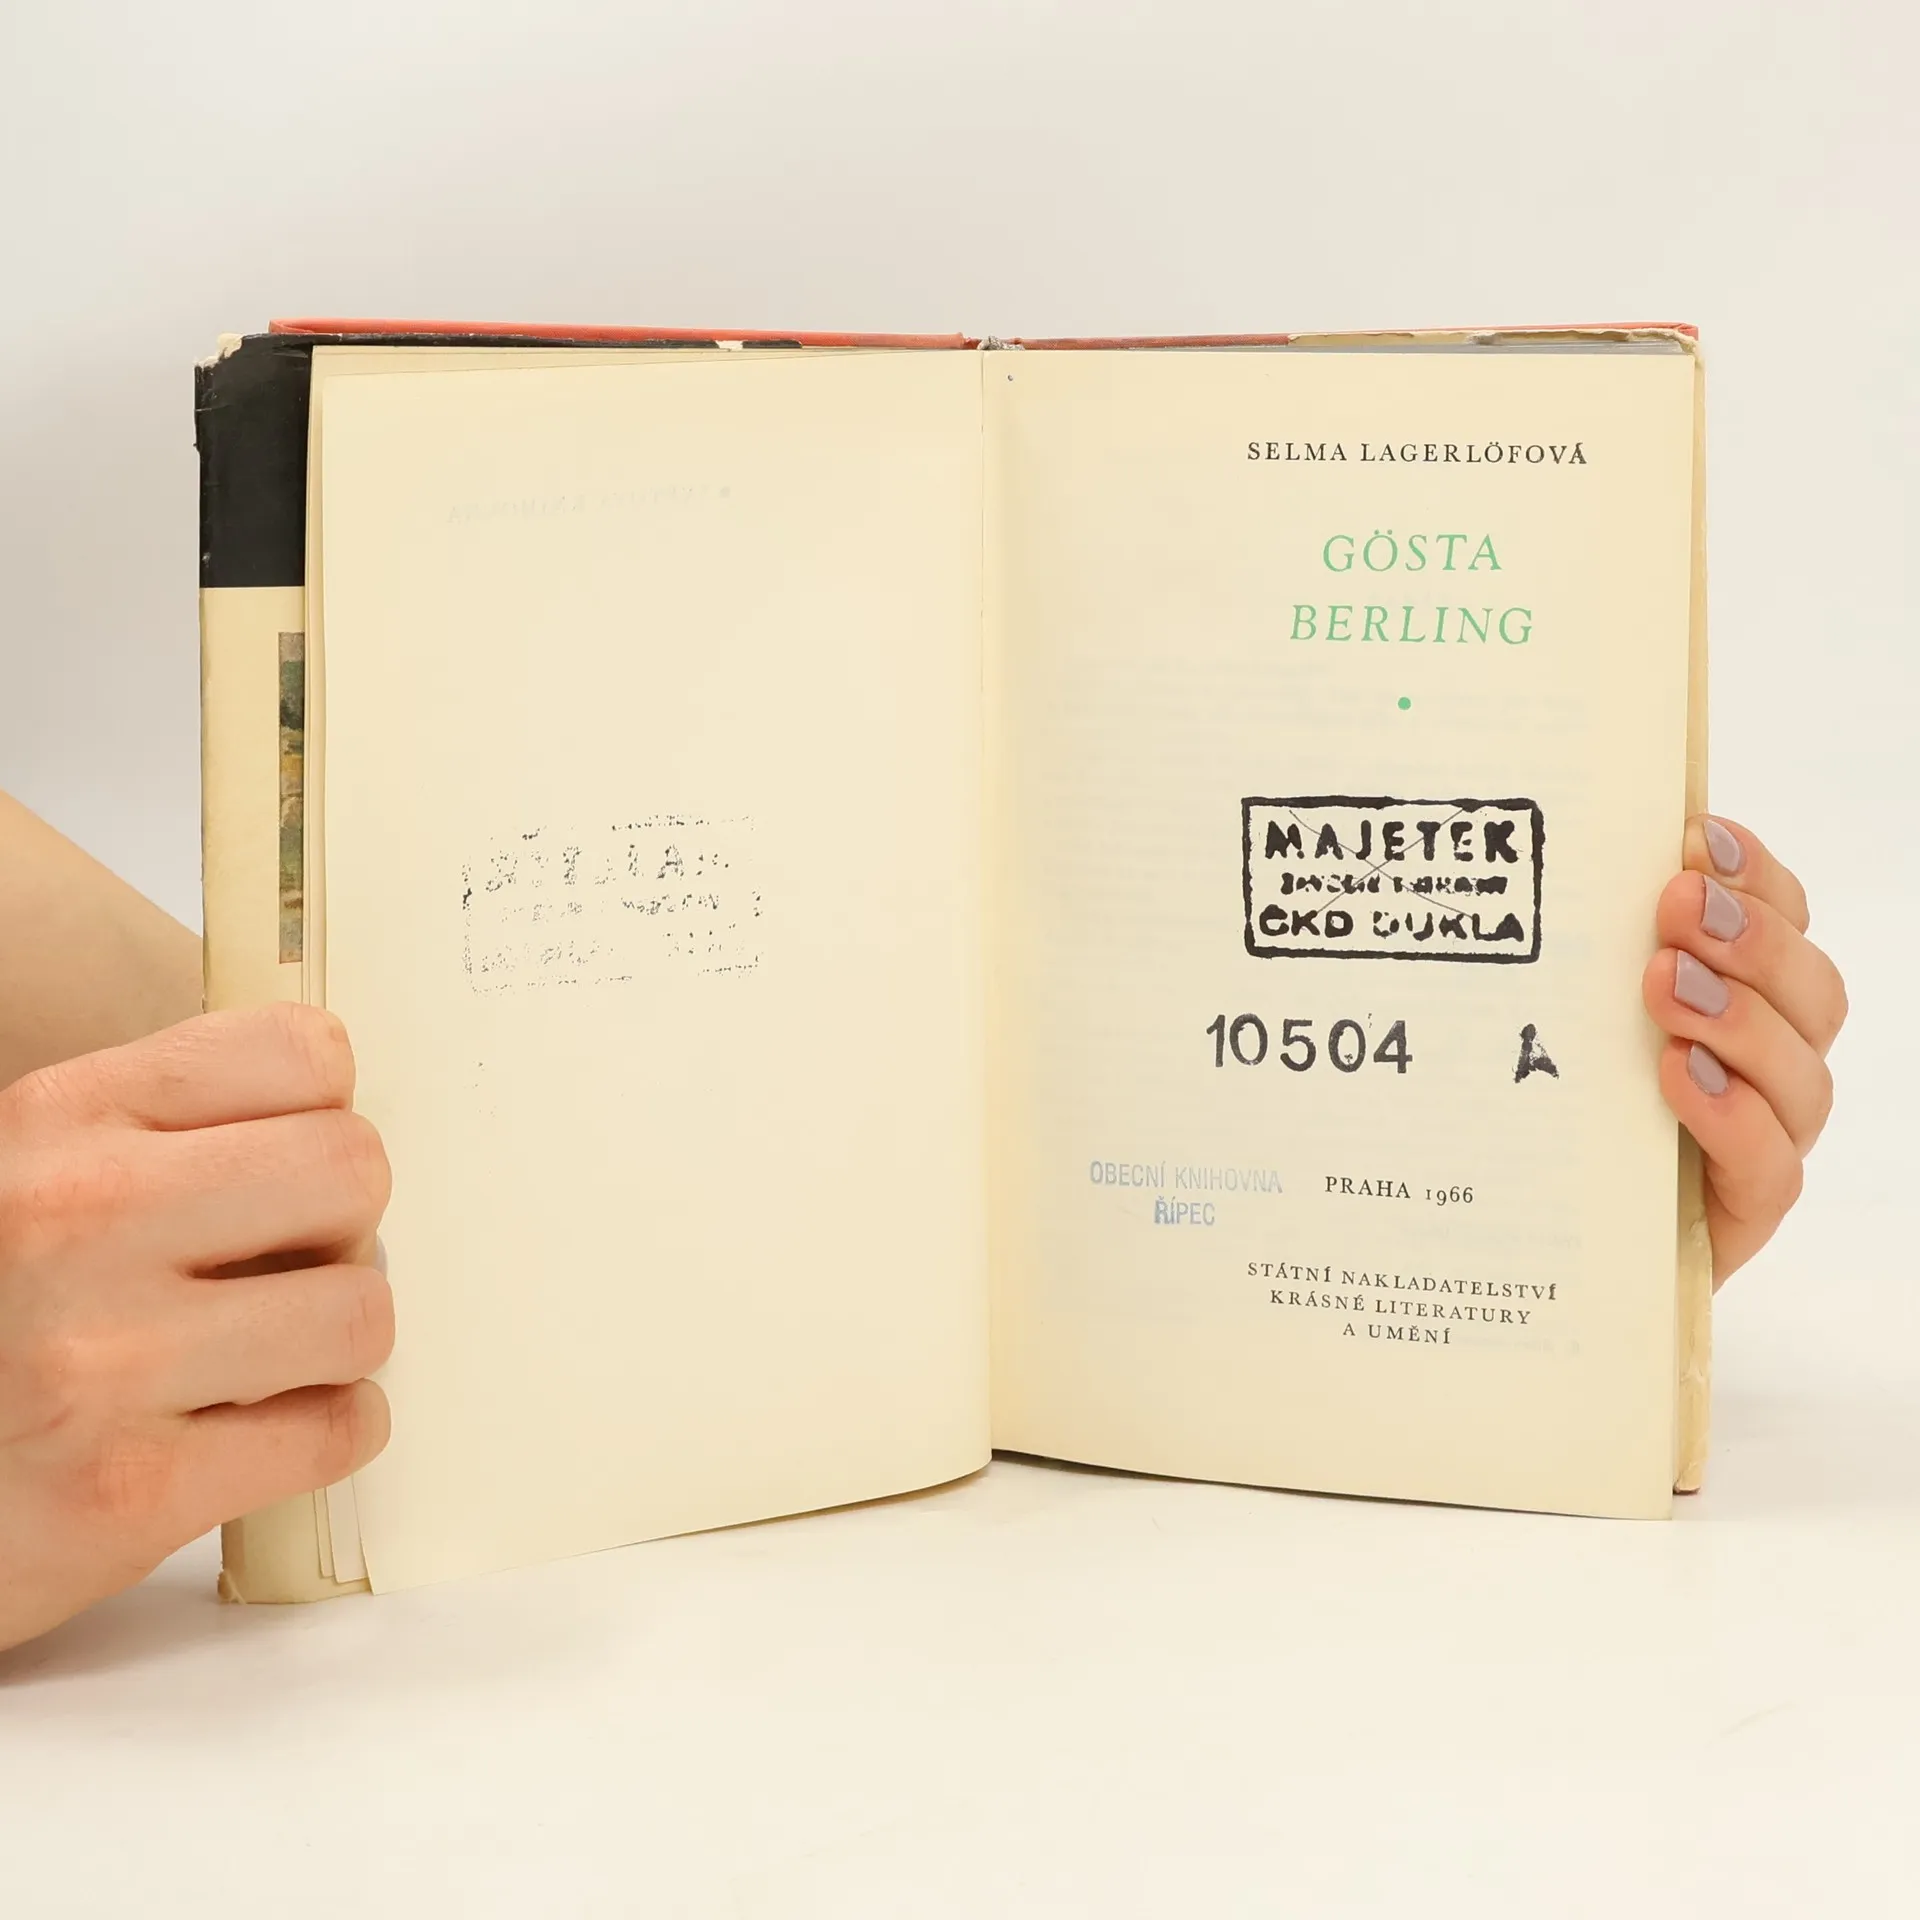 SELMA LAGERLÖFOVÁ
GÖSTA
BERLING
MAJETEK
ČKD DUKLA
10504 A
OBECNÍ KNIHOVNA
ŘÍPEC
PRAHA 1966
STÁTNÍ NAKLADATELSTVÍ
KRÁSNÉ LITERATURY
A UMĚNÍ